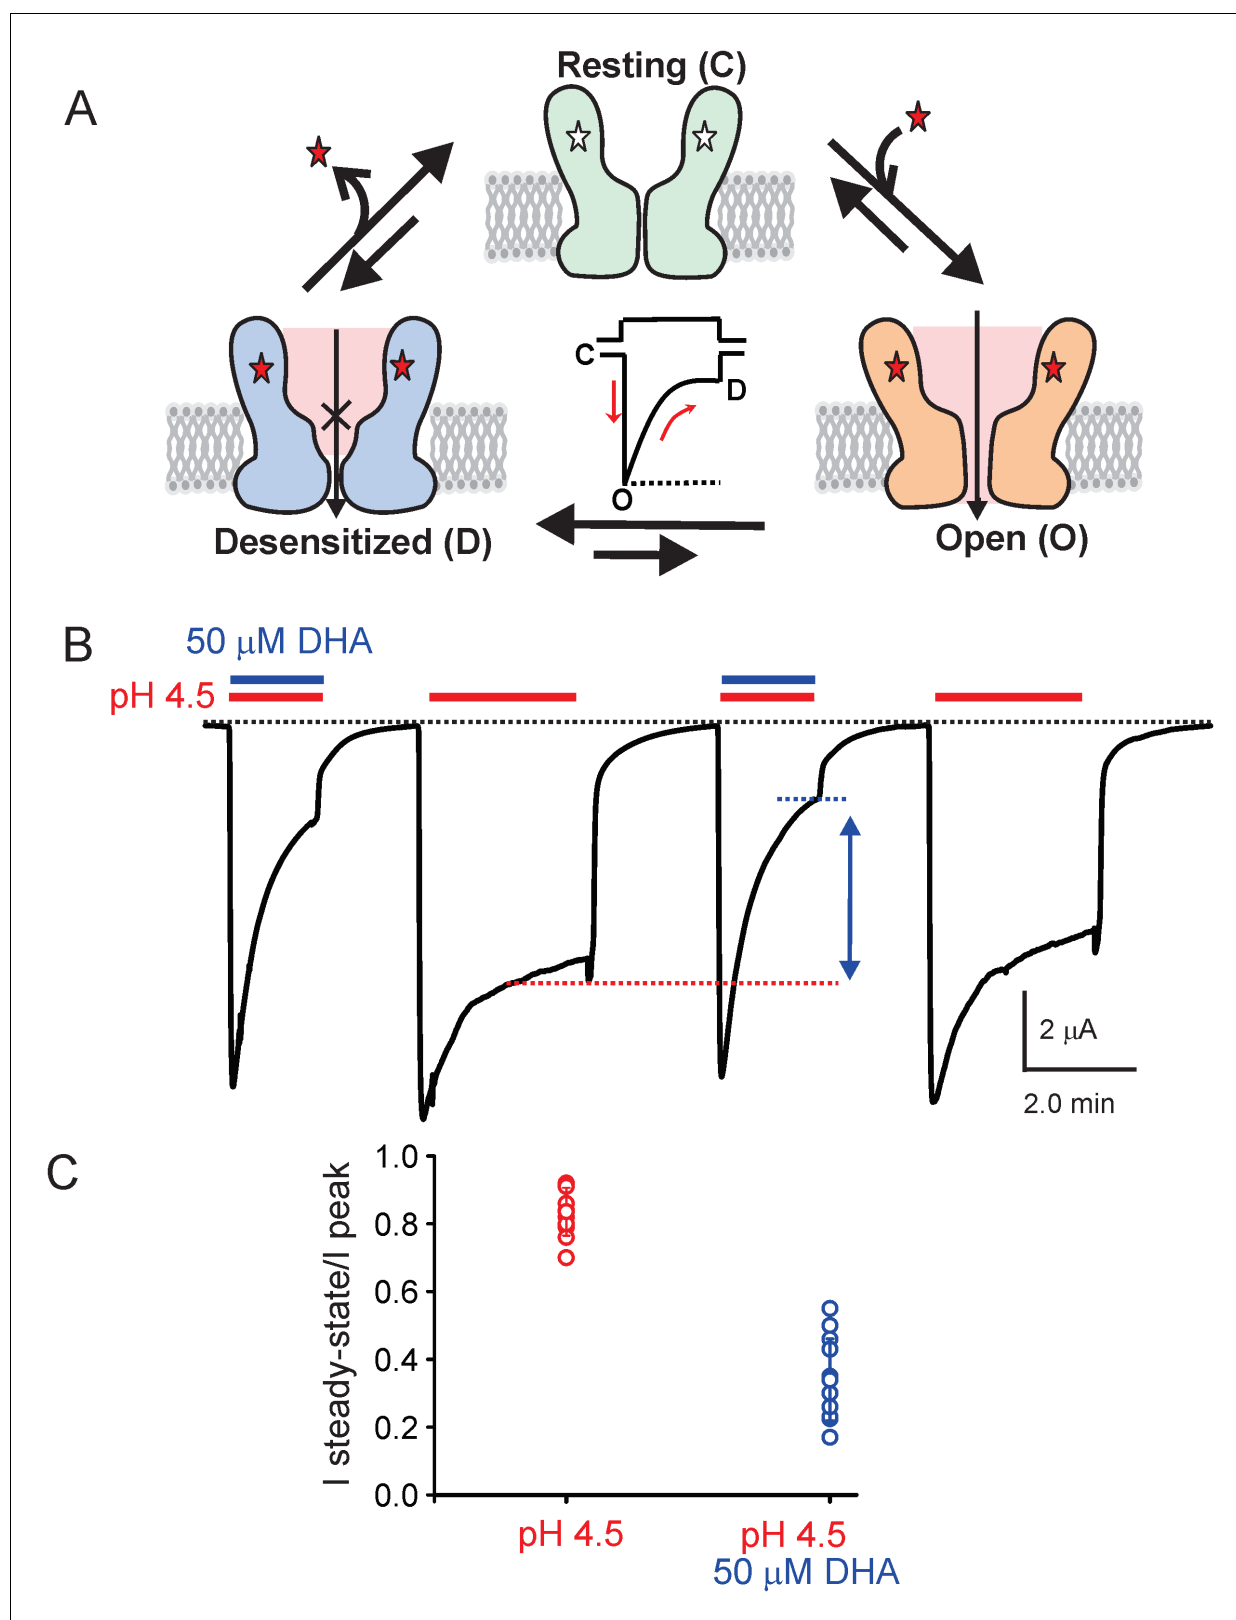 A
Resting (C)
C
D
O
Desensitized (D)
Open (O)
B
50 μM DHA
pH 4.5
2 μA
2.0 min
C
I steady-state/I peak
1.0
0.8
0.6
0.4
0.2
0.0
pH 4.5
pH 4.5
50 μM DHA